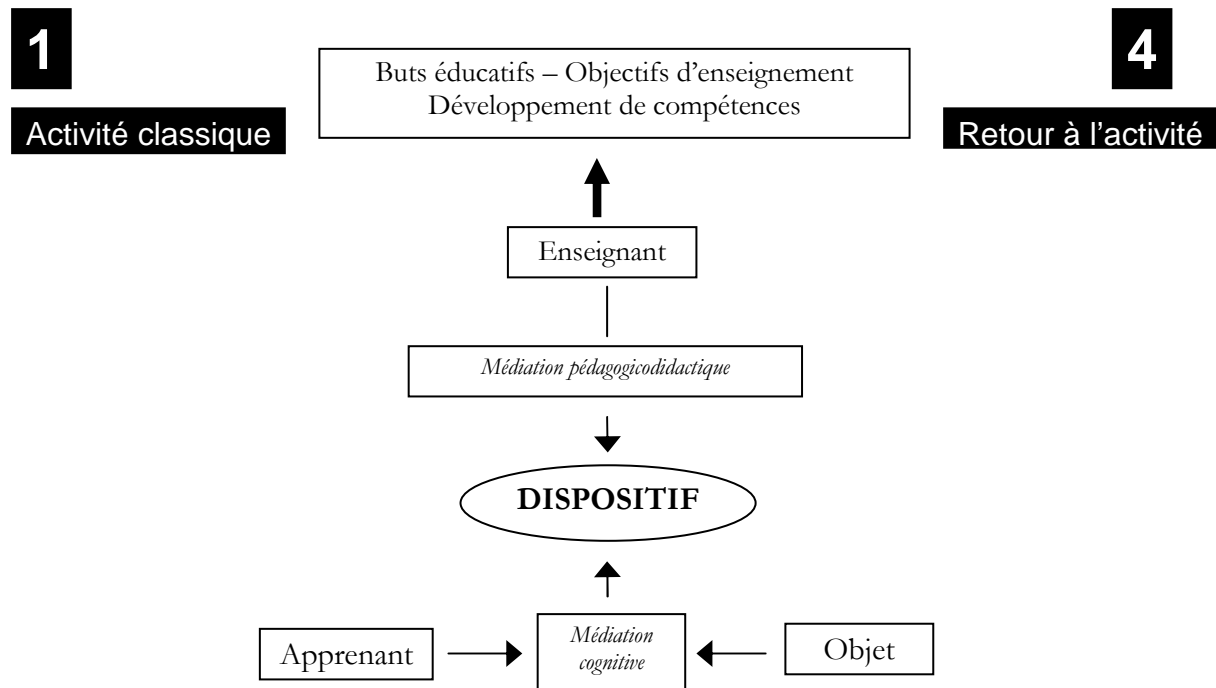 1
4
Buts éducatifs – Objectifs d'enseignement
Développement de compétences
Activité classique
Retour à l'activité
Enseignant
Médiation pédagogicodidactique
DISPOSITIF
Apprenant
Médiation
cognitive
Objet